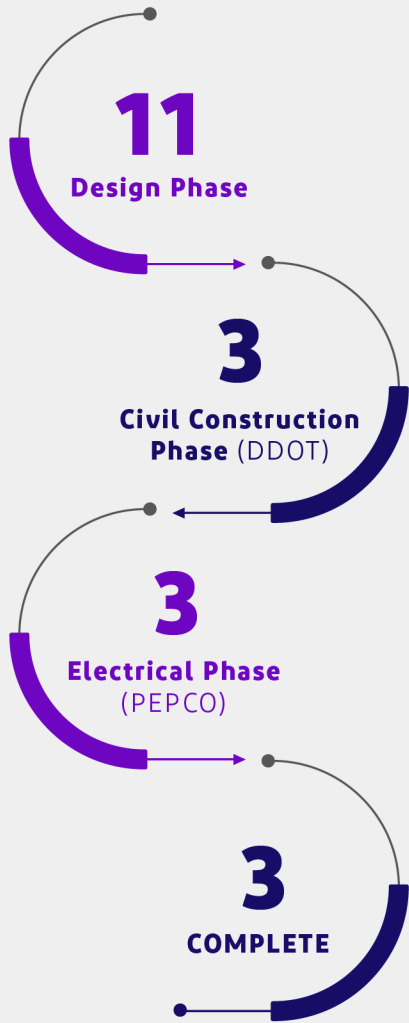 11
Design Phase
3
Civil Construction
Phase (DDOT)
3
Electrical Phase
(PEPCO)
3
COMPLETE